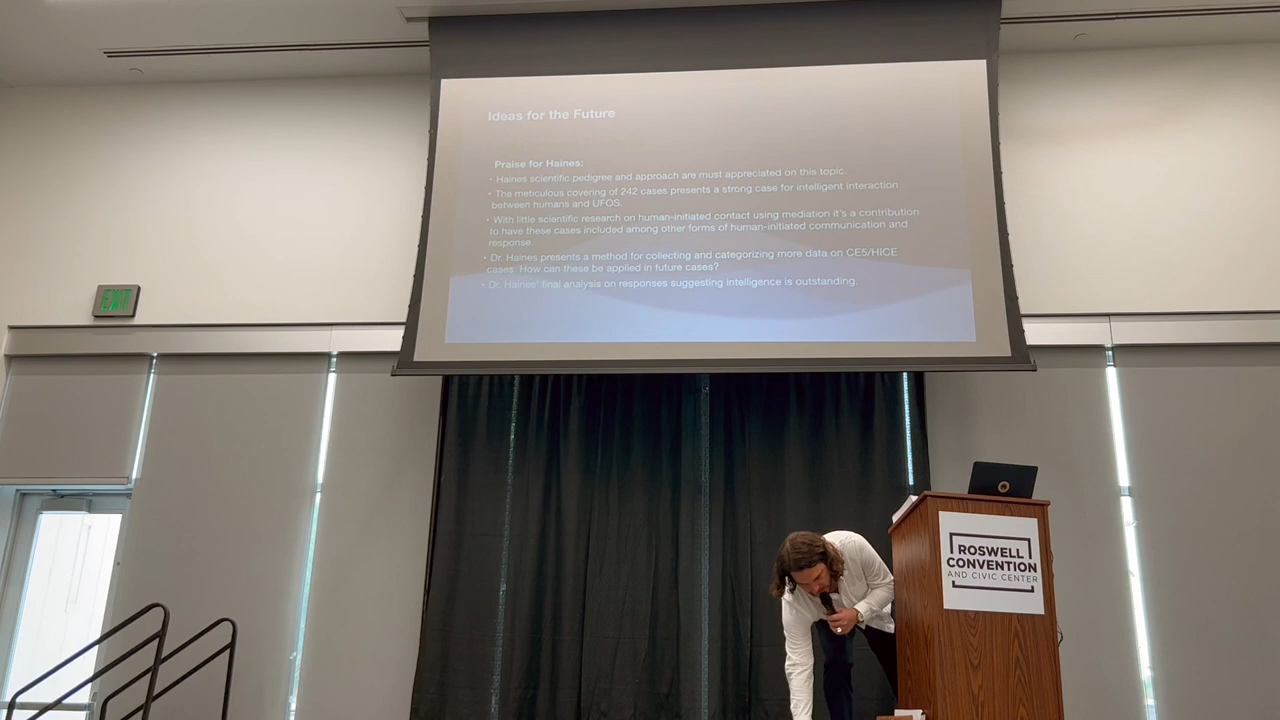 Ideas for the Future
Praise for Haines:
• Haines scientific pedigree and approach are must appreciated on this topic.
• The meticulous covering of 242 cases presents a strong case for intelligent interaction
between humans and UFOS.
• With little scientific research on human-initiated contact using mediation it's a contribution
to have these cases included among other forms of human-initiated communication and
response.
• Dr. Haines presents a method for collecting and categorizing more data on CE5/HICE
cases. How can these be applied in future cases?
• Dr. Haines' final analysis on responses suggesting intelligence is outstanding.
EXIT
ROSWELL
CONVENTION
AND CIVIC CENTER